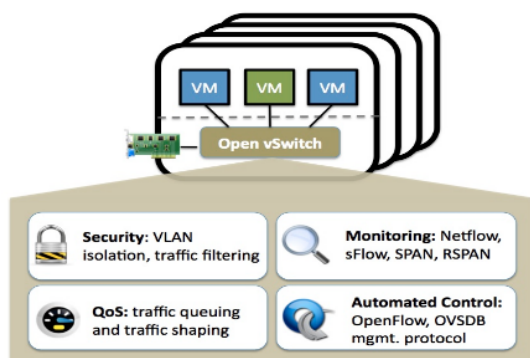 VM VM VM
Open vSwitch
Security: VLAN
isolation, traffic filtering
Monitoring: Netflow,
sFlow, SPAN, RSPAN
QoS: traffic queuing
and traffic shaping
Automated Control:
OpenFlow, OVSDB
mgmt. protocol